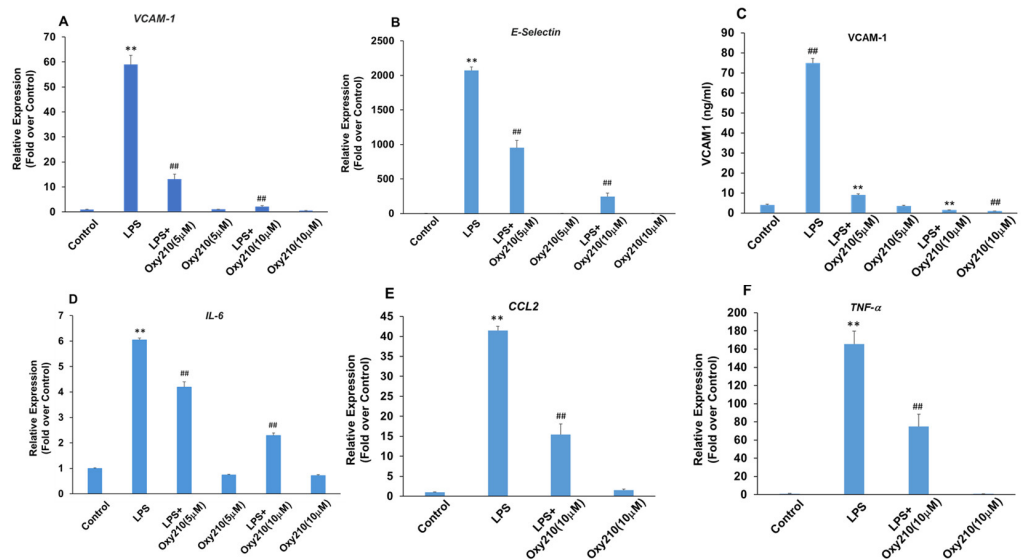 A
VCAM-1
Relative Expression
(Fold over Control)
70
60
50
40
30
20
10
0
**
##
##
Control
LPS
LPS+
Oxy210(5μM)
Oxy210(5μM)
LPS+
Oxy210(10μM)
Oxy210(10μM)
B
E-Selectin
Relative Expression
(Fold over Control)
2500
2000
1500
1000
500
0
**
##
##
Control
LPS
LPS+
Oxy210(5μM)
Oxy210(5μM)
LPS+
Oxy210(10μM)
Oxy210(10μM)
C
VCAM-1
VCAM1 (ng/ml)
90
80
70
60
50
40
30
20
10
0
##
**
**
##
Control
LPS
LPS+
Oxy210(5μM)
Oxy210(5μM)
LPS+
Oxy210(10μM)
Oxy210(10μM)
D
IL-6
Relative Expression
(Fold over Control)
7
6
5
4
3
2
1
0
**
##
##
Control
LPS
LPS+
Oxy210(5μM)
Oxy210(5μM)
LPS+
Oxy210(10μM)
Oxy210(10μM)
E
CCL2
Relative Expression
(Fold over Control)
45
40
35
30
25
20
15
10
5
0
**
##
Control
LPS
LPS+
Oxy210(10μM)
Oxy210(10μM)
F
TNF-α
Relative Expression
(Fold over Control)
200
180
160
140
120
100
80
60
40
20
0
**
##
Control
LPS
LPS+
Oxy210(10μM)
Oxy210(10μM)